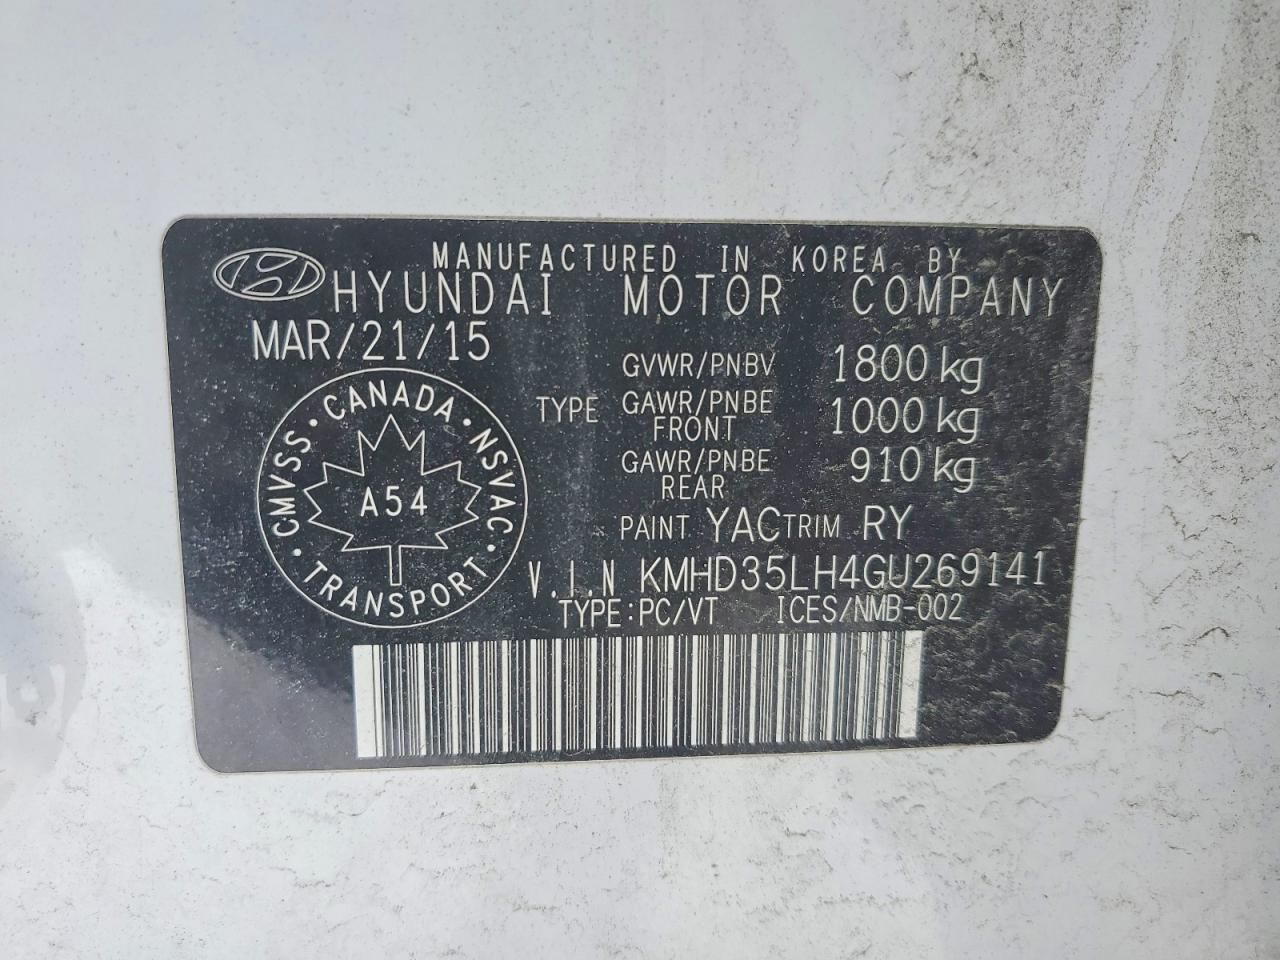 MANUFACTURED IN KOREA BY
HYUNDAI MOTOR COMPANY
MAR/21/15
GVWR/PNBV 1800 kg
TYPE GAWR/PNBE FRONT 1000 kg
GAWR/PNBE REAR 910 kg
PAINT YAC TRIM RY
V.I.N KMHD35LH4GU269141
TYPE:PC/VT ICES/NMB-002
CMVSS · CANADA · NSVAC · TRANSPORT ·
A54